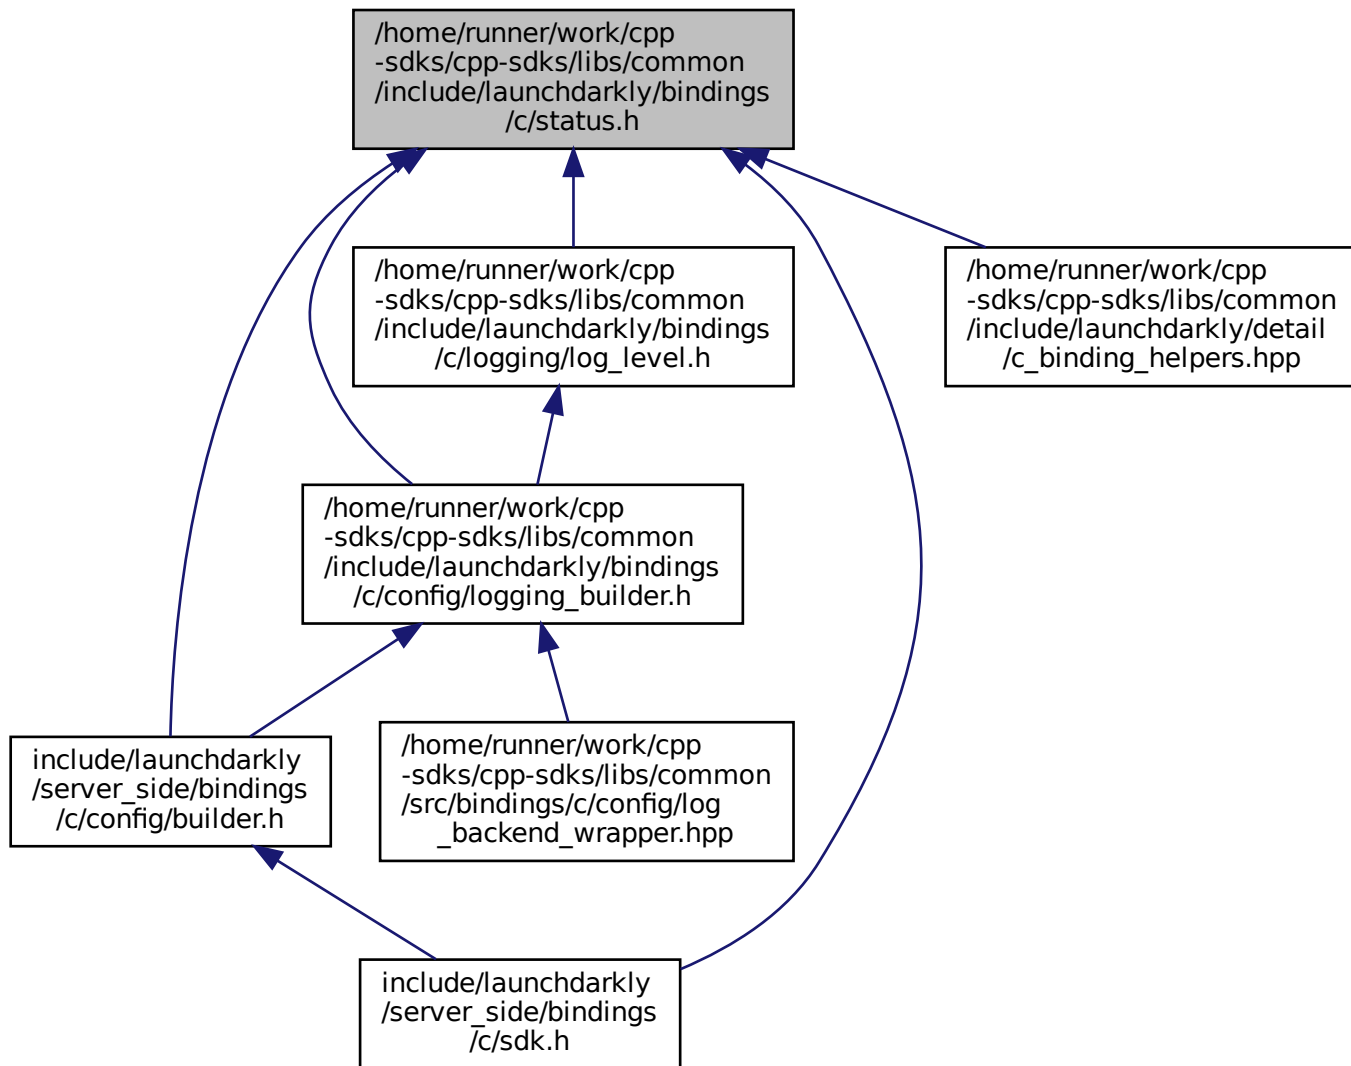 /home/runner/work/cpp
-sdks/cpp-sdks/libs/common
/include/launchdarkly/bindings
/c/status.h
/home/runner/work/cpp
-sdks/cpp-sdks/libs/common
/include/launchdarkly/bindings
/c/logging/log_level.h
/home/runner/work/cpp
-sdks/cpp-sdks/libs/common
/include/launchdarkly/detail
/c_binding_helpers.hpp
/home/runner/work/cpp
-sdks/cpp-sdks/libs/common
/include/launchdarkly/bindings
/c/config/logging_builder.h
include/launchdarkly
/server_side/bindings
/c/config/builder.h
/home/runner/work/cpp
-sdks/cpp-sdks/libs/common
/src/bindings/c/config/log
_backend_wrapper.hpp
include/launchdarkly
/server_side/bindings
/c/sdk.h